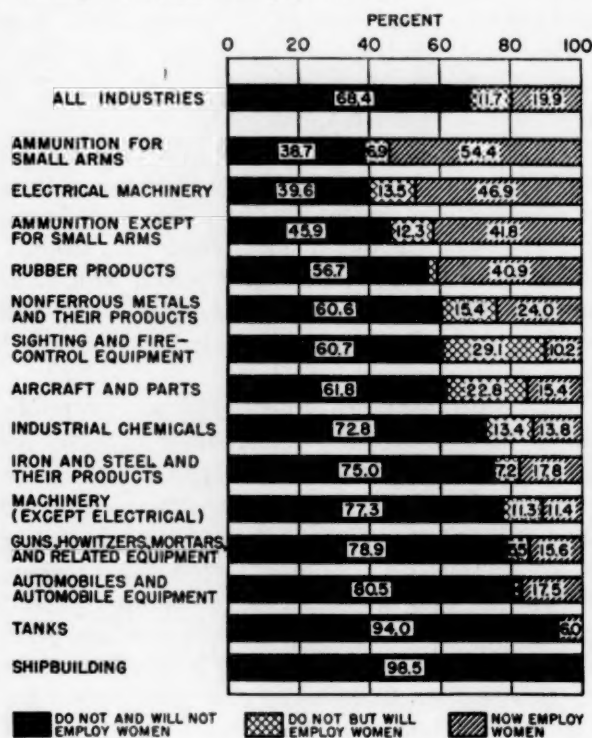 PERCENT
0 20 40 60 80 100
ALL INDUSTRIES 68.4 11.7 19.9
AMMUNITION FOR
SMALL ARMS 38.7 6.9 54.4
ELECTRICAL MACHINERY 39.6 13.5 46.9
AMMUNITION EXCEPT
FOR SMALL ARMS 45.9 12.3 41.8
RUBBER PRODUCTS 56.7 40.9
NONFERROUS METALS
AND THEIR PRODUCTS 60.6 15.4 24.0
SIGHTING AND FIRE-
CONTROL EQUIPMENT 60.7 29.1 10.2
AIRCRAFT AND PARTS 61.8 22.8 15.4
INDUSTRIAL CHEMICALS 72.8 13.4 13.8
IRON AND STEEL AND
THEIR PRODUCTS 75.0 7.2 17.8
MACHINERY
(EXCEPT ELECTRICAL) 77.3 11.3 11.4
GUNS, HOWITZERS, MORTARS,
AND RELATED EQUIPMENT 78.9 5.5 15.6
AUTOMOBILES AND
AUTOMOBILE EQUIPMENT 80.5 17.5
TANKS 94.0 6.0
SHIPBUILDING 98.5
DO NOT AND WILL NOT
EMPLOY WOMEN
DO NOT BUT WILL
EMPLOY WOMEN
NOW EMPLOY
WOMEN